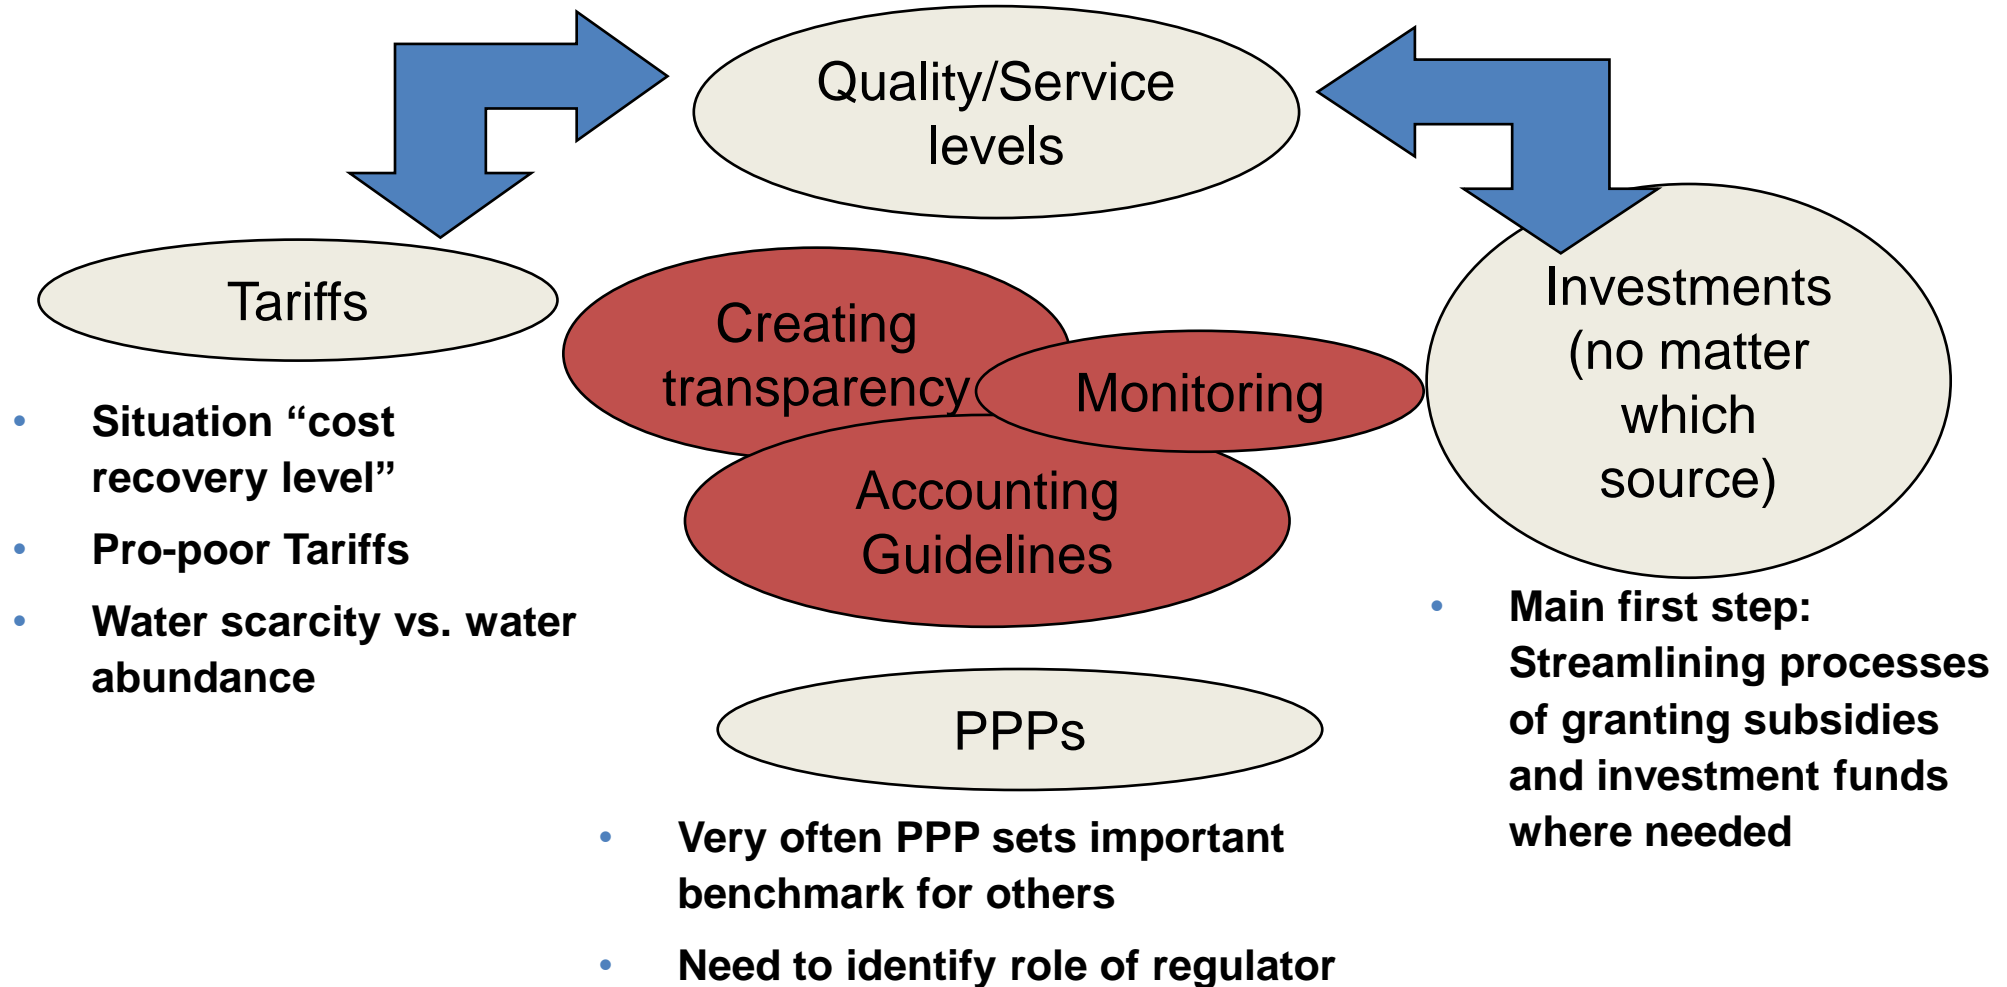 Quality/Service
levels
Tariffs
Creating
transparency
Monitoring
Accounting
Guidelines
Investments
(no matter
which
source)
• Situation “cost
recovery level”
• Pro-poor Tariffs
• Water scarcity vs. water
abundance
PPPs
• Very often PPP sets important
benchmark for others
• Need to identify role of regulator
• Main first step:
Streamlining processes
of granting subsidies
and investment funds
where needed